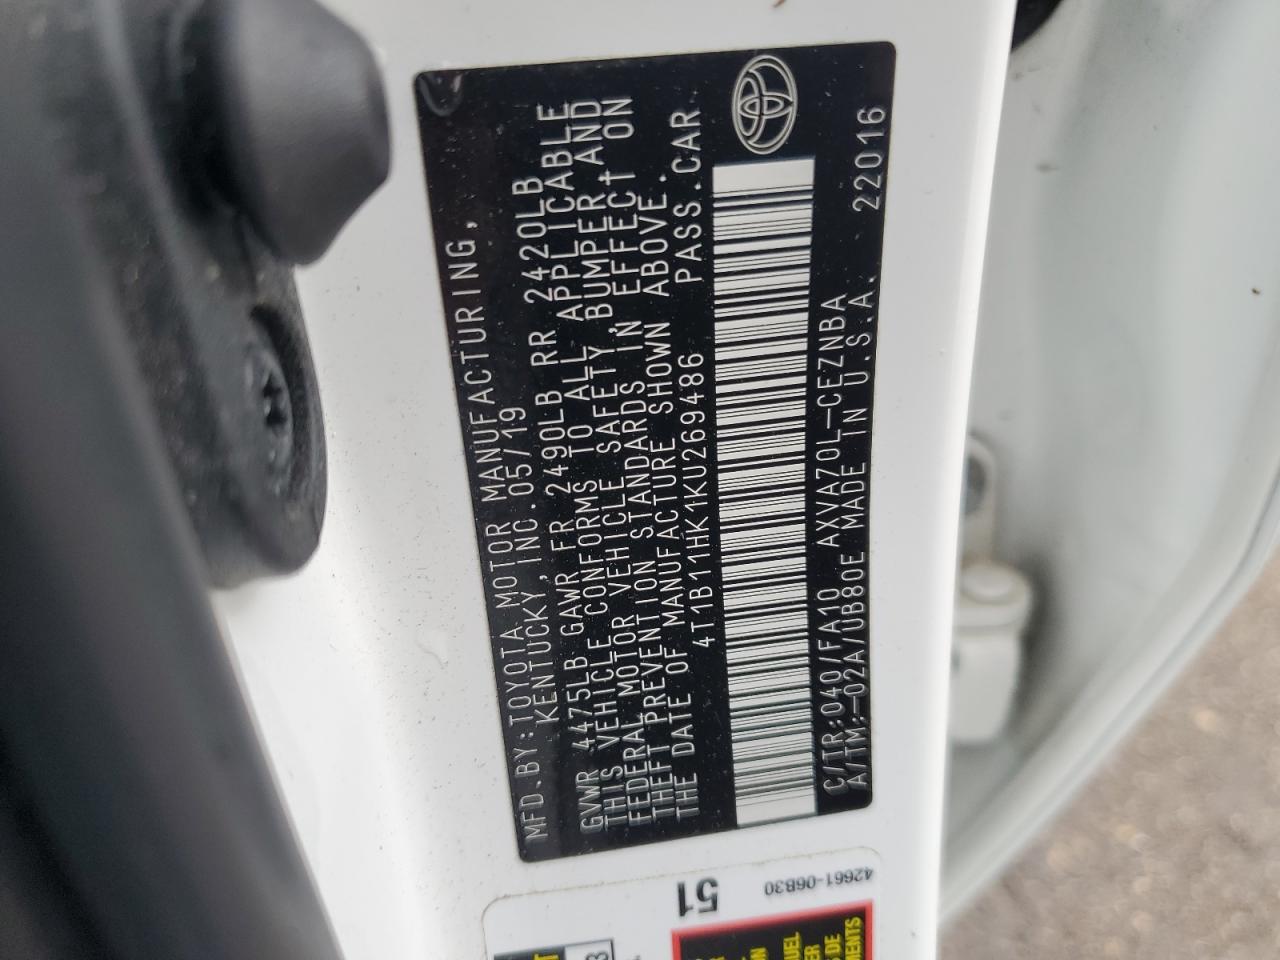 MFD.BY:TOYOTA MOTOR MANUFACTURING,
KENTUCKY,INC.05/19
GVWR 4475LB GAWR FR 2490LB RR 2420LB
THIS VEHICLE CONFORMS TO ALL APPLICABLE
FEDERAL MOTOR VEHICLE SAFETY,BUMPER,AND
THEFT PREVENTION STANDARDS IN EFFECT ON
THE DATE OF MANUFACTURE SHOWN ABOVE.
4T1B11HK1KU269486 PASS.CAR
C/TR:040/FA10 AXVA70L-CEZNBA
A/TM:-02A/UB80E MADE IN U.S.A. 22016
51
42661-06B30